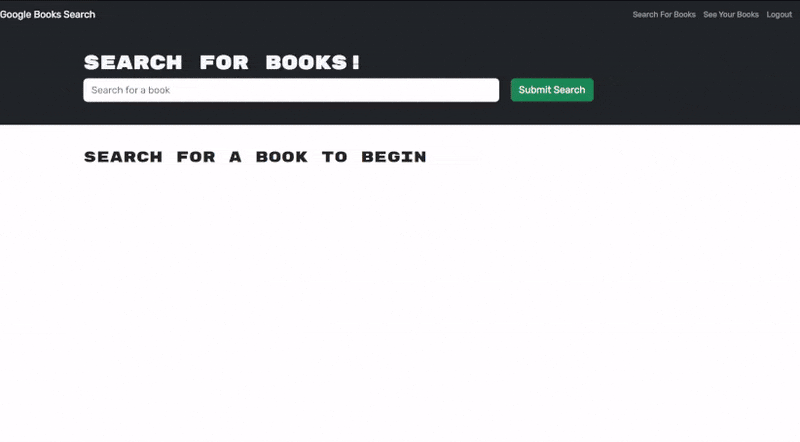 Google Books Search
Search For Books See Your Books Logout
SEARCH FOR BOOKS!
Search for a book
Submit Search
SEARCH FOR A BOOK TO BEGIN